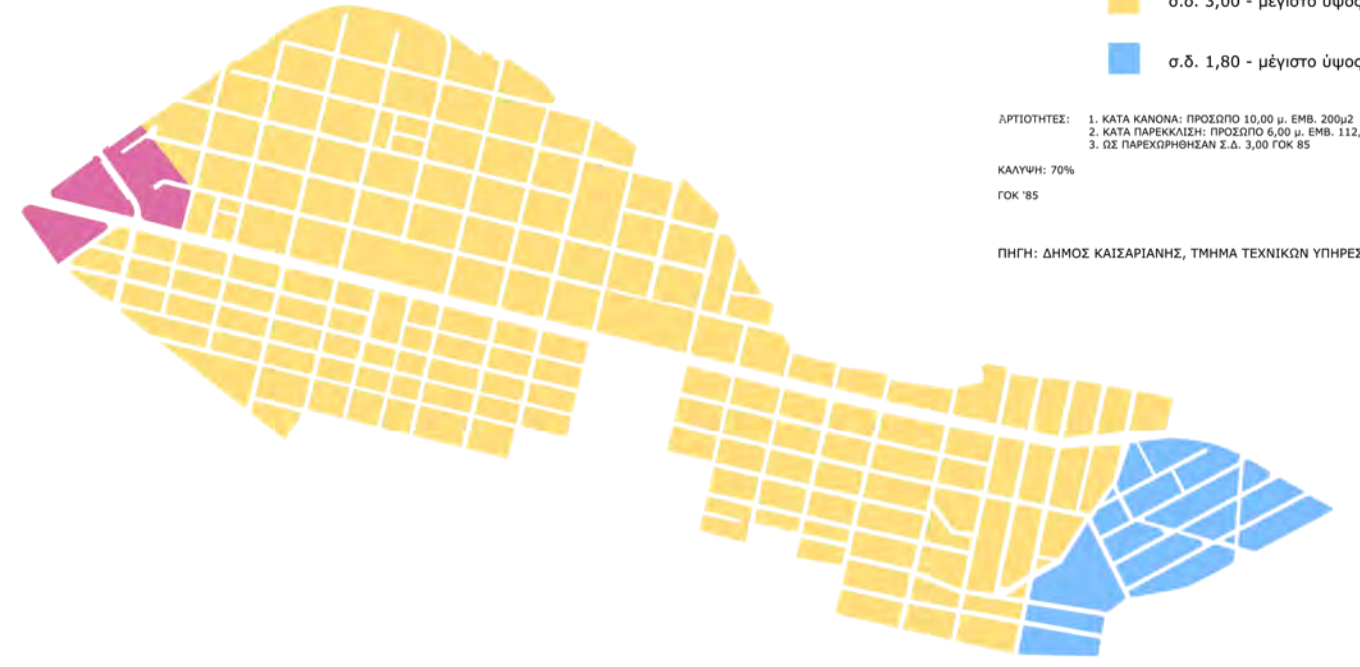 σ.δ. 3,00 - μέγιστο ύψος
σ.δ. 1,80 - μέγιστο ύψος
ΑΡΤΙΟΤΗΤΕΣ: 1. ΚΑΤΑ ΚΑΝΟΝΑ: ΠΡΟΣΩΠΟ 10,00 μ. ΕΜΒ. 200μ2
2. ΚΑΤΑ ΠΑΡΕΚΚΛΙΣΗ: ΠΡΟΣΩΠΟ 6,00 μ. ΕΜΒ. 112,
3. ΩΣ ΠΑΡΕΧΩΡΗΘΗΣΑΝ Σ.Δ. 3,00 ΓΟΚ 85
ΚΑΛΥΨΗ: 70%
ΓΟΚ '85
ΠΗΓΗ: ΔΗΜΟΣ ΚΑΙΣΑΡΙΑΝΗΣ, ΤΜΗΜΑ ΤΕΧΝΙΚΩΝ ΥΠΗΡΕΣ